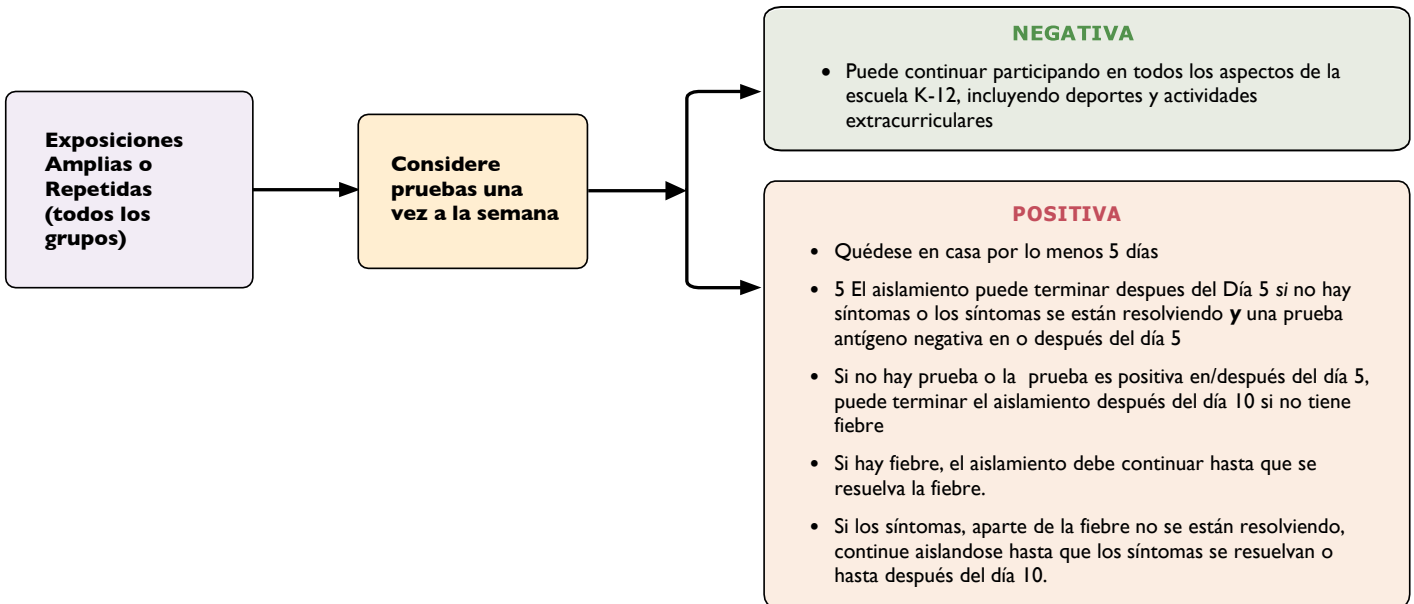 Exposiciones
Amplias o
Repetidas
(todos los
grupos)
Considere
pruebas una
vez a la semana
NEGATIVA
• Puede continuar participando en todos los aspectos de la
escuela K-12, incluyendo deportes y actividades
extracurriculares
POSITIVA
• Quédese en casa por lo menos 5 días
• 5 El aislamiento puede terminar despues del Día 5 si no hay
síntomas o los síntomas se están resolviendo y una prueba
antígeno negativa en o después del día 5
• Si no hay prueba o la prueba es positiva en/después del día 5,
puede terminar el aislamiento después del día 10 si no tiene
fiebre
• Si hay fiebre, el aislamiento debe continuar hasta que se
resuelva la fiebre.
• Si los síntomas, aparte de la fiebre no se están resolviendo,
continue aislandose hasta que los síntomas se resuelvan o
hasta después del día 10.